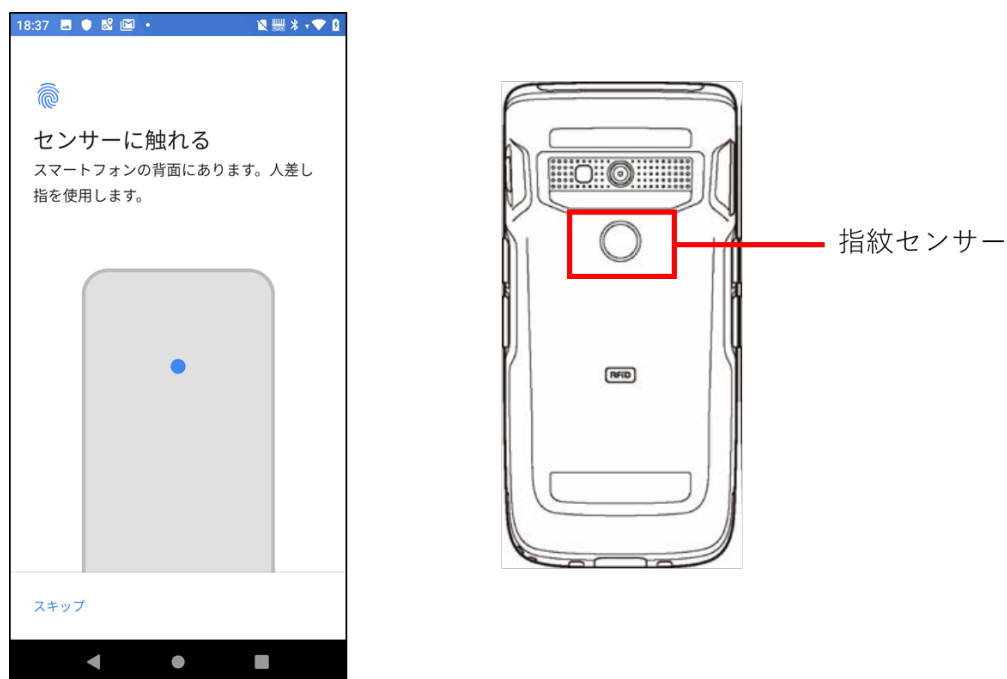 18:37
センサーに触れる
スマートフォンの背面にあります。人差し
指を使用します。
スキップ
指紋センサー
RFID